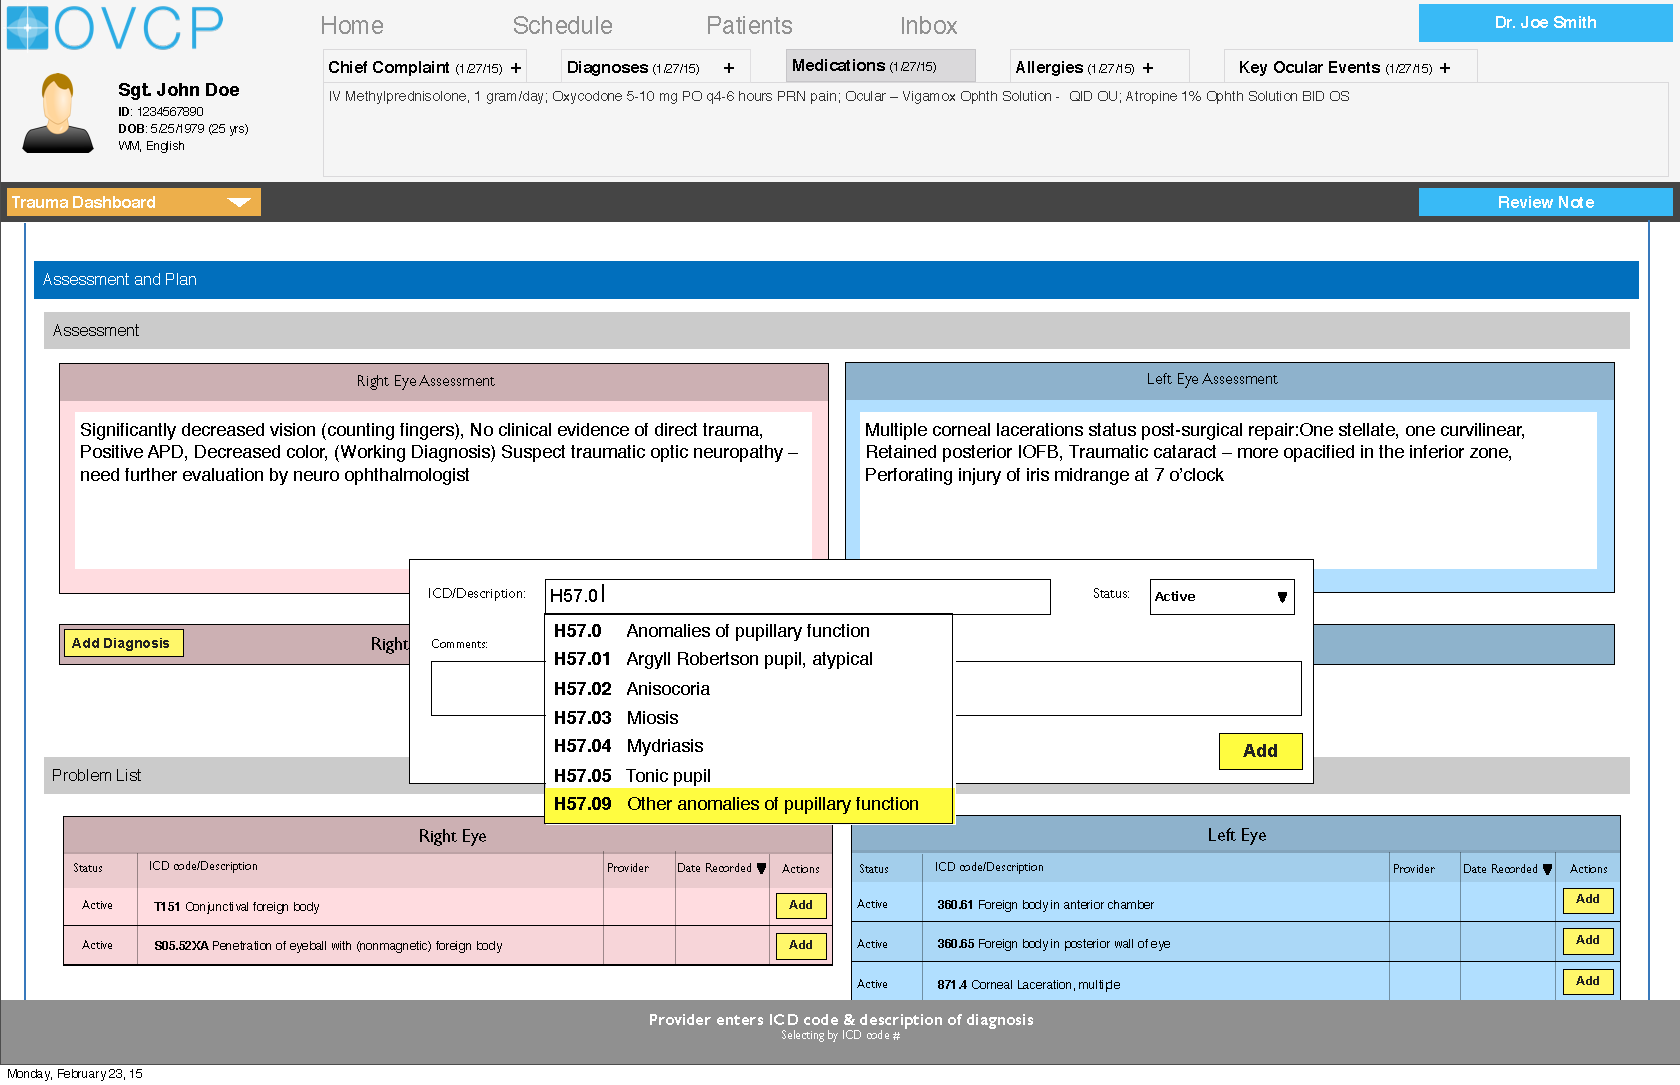 OVCP
Home
Schedule
Patients
Inbox
Dr. Joe Smith
Chief Complaint (1/27/15) +
Diagnoses (1/27/15) +
Medications (1/27/15)
Allergies (1/27/15) +
Key Ocular Events (1/27/15) +
Sgt. John Doe
ID: 1234567890
DOB: 5/25/1979 (25 yrs)
WM, English
IV Methylprednisolone, 1 gram/day; Oxycodone 5-10 mg PO q4-6 hours PRN pain; Ocular – Vigamox Ophth Solution - QID OU; Atropine 1% Ophth Solution BID OS
Trauma Dashboard
Review Note
Assessment and Plan
Assessment
Right Eye Assessment
Significantly decreased vision (counting fingers), No clinical evidence of direct trauma,
Positive APD, Decreased color, (Working Diagnosis) Suspect traumatic optic neuropathy –
need further evaluation by neuro ophthalmologist
Left Eye Assessment
Multiple corneal lacerations status post-surgical repair:One stellate, one curvilinear,
Retained posterior IOFB, Traumatic cataract – more opacified in the inferior zone,
Perforating injury of iris midrange at 7 o’clock
Add Diagnosis
Right
ICD/Description:
H57.0
Status:
Active
Comments:
H57.0 Anomalies of pupillary function
H57.01 Argyll Robertson pupil, atypical
H57.02 Anisocoria
H57.03 Miosis
H57.04 Mydriasis
H57.05 Tonic pupil
H57.09 Other anomalies of pupillary function
Add
Problem List
Right Eye
Status ICD code/Description Provider Date Recorded Actions
Active T151 Conjunctival foreign body Add
Active S05.52XA Penetration of eyeball with (nonmagnetic) foreign body Add
Left Eye
Status ICD code/Description Provider Date Recorded Actions
Active 360.61 Foreign body in anterior chamber Add
Active 360.65 Foreign body in posterior wall of eye Add
Active 871.4 Corneal Laceration, multiple Add
Provider enters ICD code & description of diagnosis
Selecting by ICD code #
Monday, February 23, 15